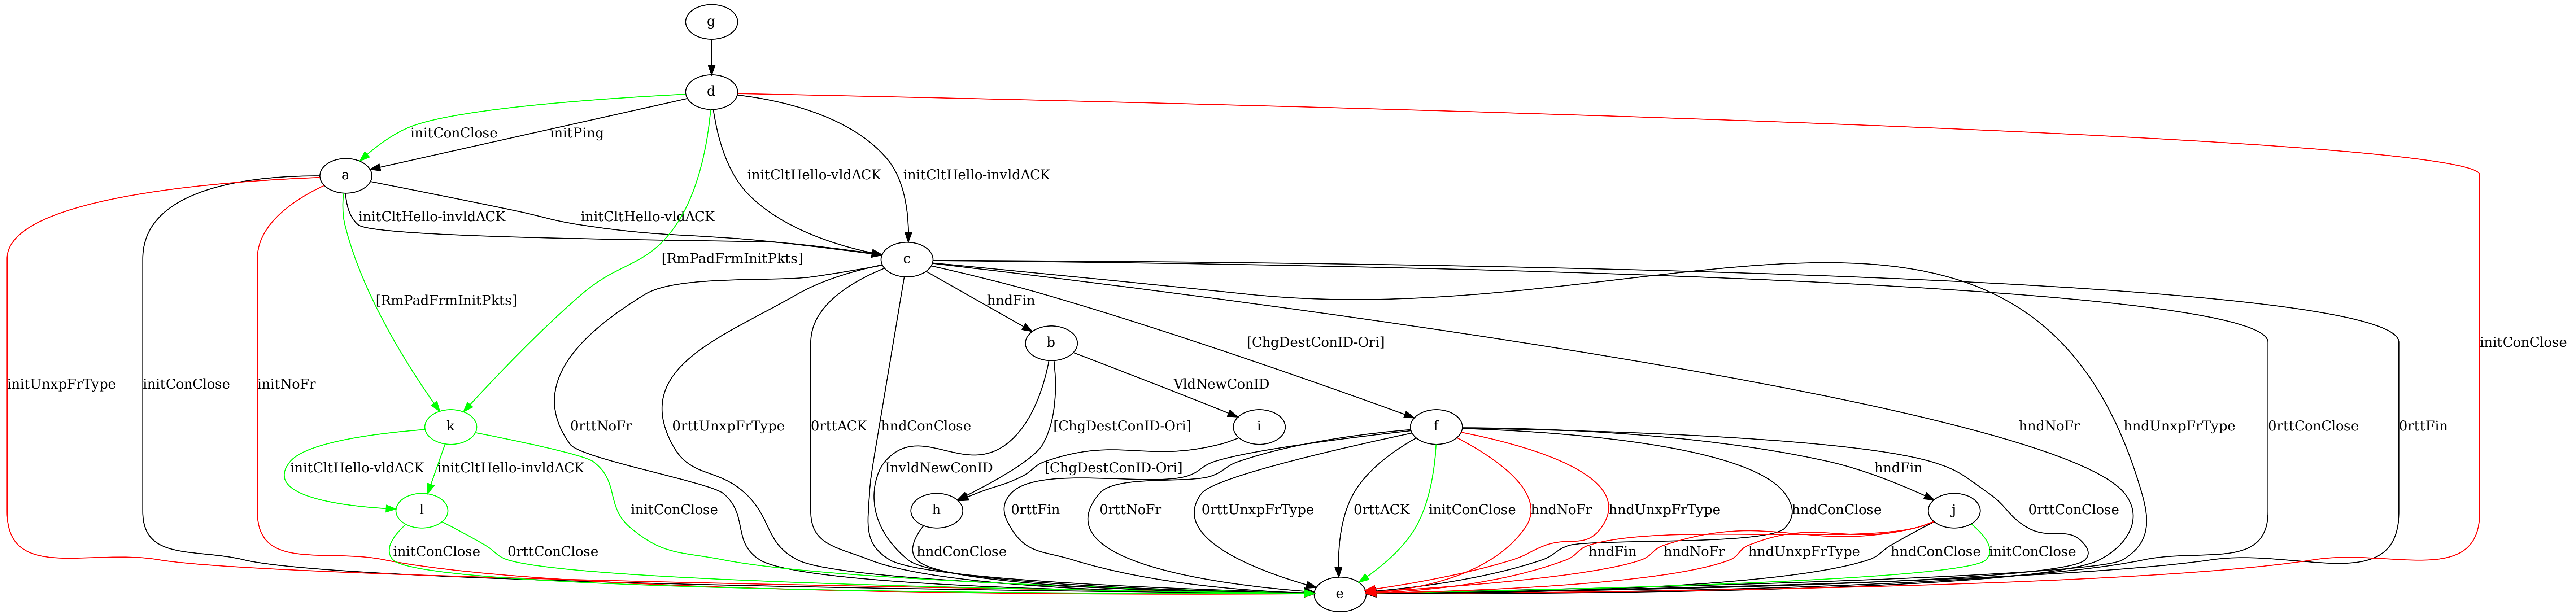 g
d
initConClose
initPing
a
initCltHello-vldACK
initCltHello-invldACK
initCltHello-invldACK
initCltHello-vldACK
c
[RmPadFrmInitPkts]
[RmPadFrmInitPkts]
hndFin
b
[ChgDestConID-Ori]
initConClose
initUnxpFrType
initConClose
initNoFr
VldNewConID
k
0rttNoFr
0rttUnxpFrType
0rttACK
hndConClose
[ChgDestConID-Ori]
i
f
hndNoFr
hndUnxpFrType
0rttConClose
0rttFin
initCltHello-vldACK
initCltHello-invldACK
InvldNewConID
[ChgDestConID-Ori]
hndFin
l
initConClose
h
0rttFin
0rttNoFr
0rttUnxpFrType
0rttACK
initConClose
hndNoFr
hndUnxpFrType
hndConClose
j
0rttConClose
initConClose
0rttConClose
hndConClose
hndFin
hndNoFr
hndUnxpFrType
hndConClose
initConClose
e